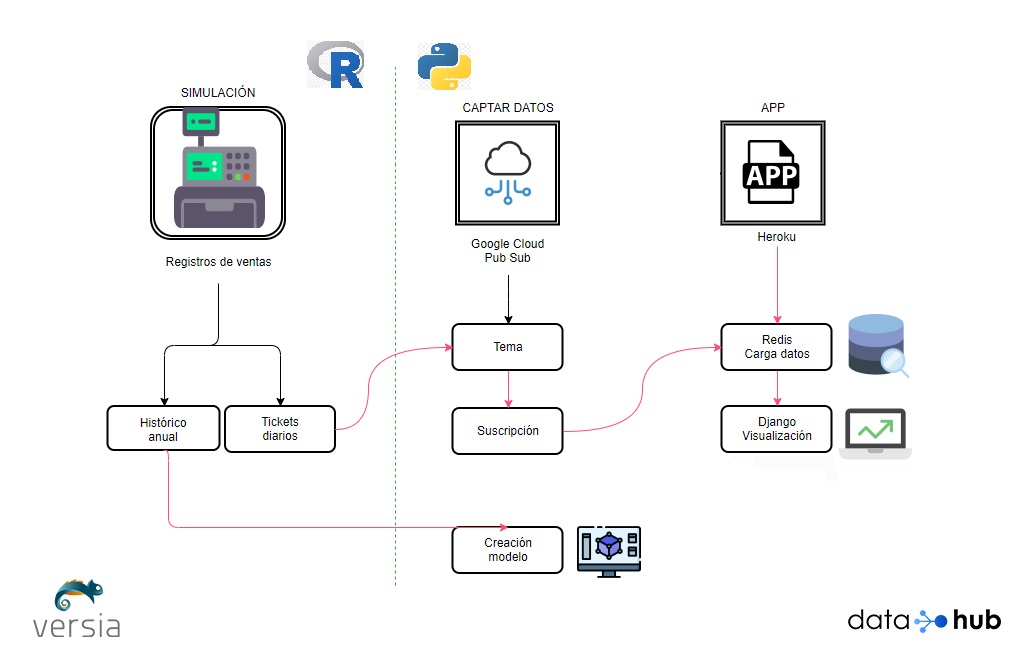 R
SIMULACIÓN
Registros de ventas
Histórico
anual
Tickets
diarios
CAPTAR DATOS
Google Cloud
Pub Sub
Tema
Suscripción
Creación
modelo
APP
APP
Heroku
Redis
Carga datos
Django
Visualización
versia
data hub